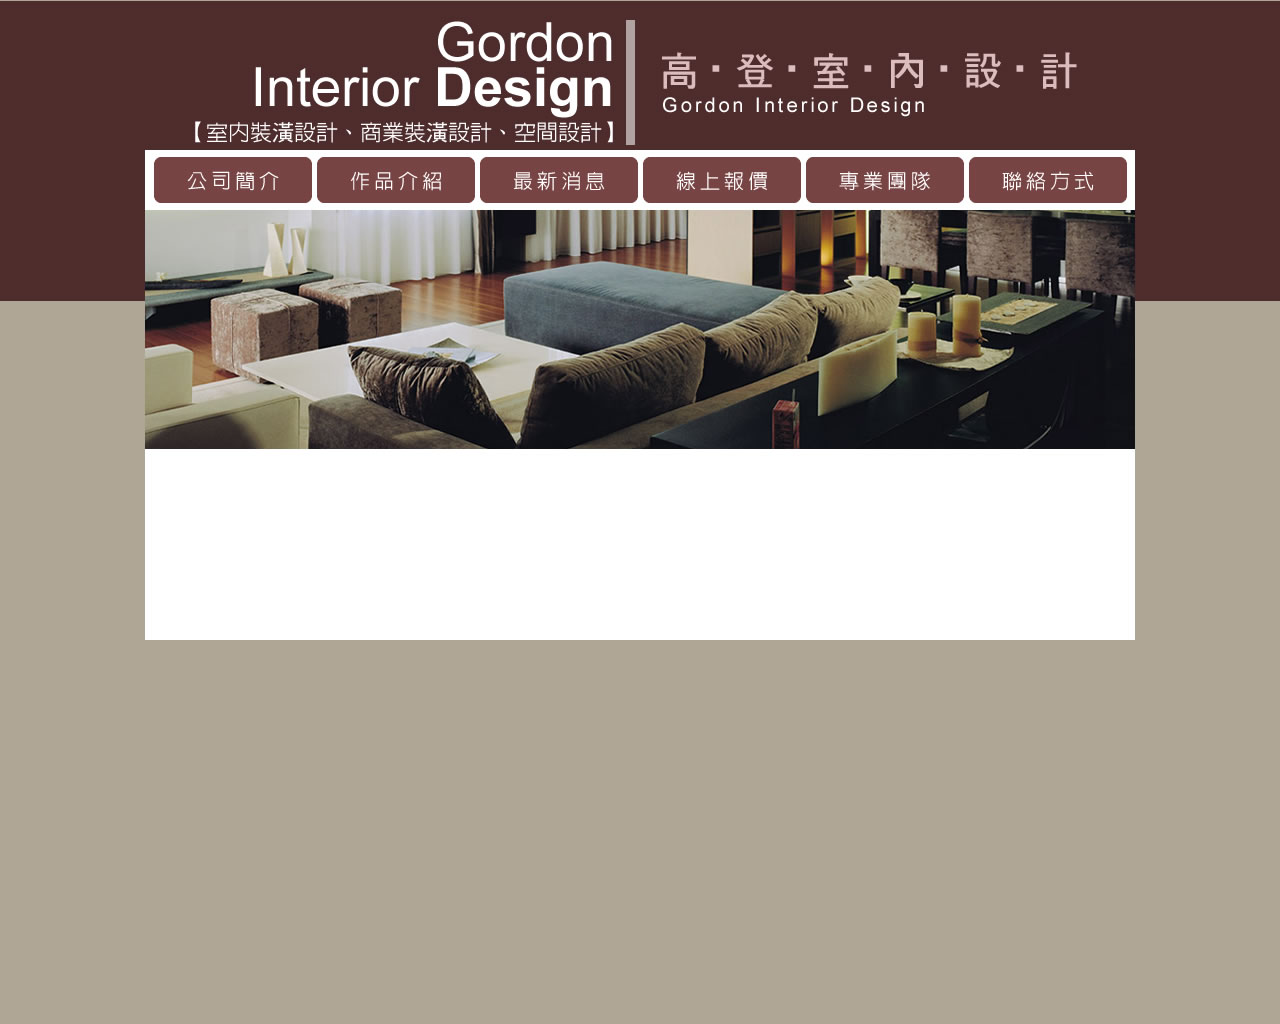 Gordon
Interior Design
【室內裝潢設計、商業裝潢設計、空間設計】
高・登・室・內・設・計
Gordon Interior Design
公司簡介 作品介紹 最新消息 線上報價 專業團隊 聯絡方式